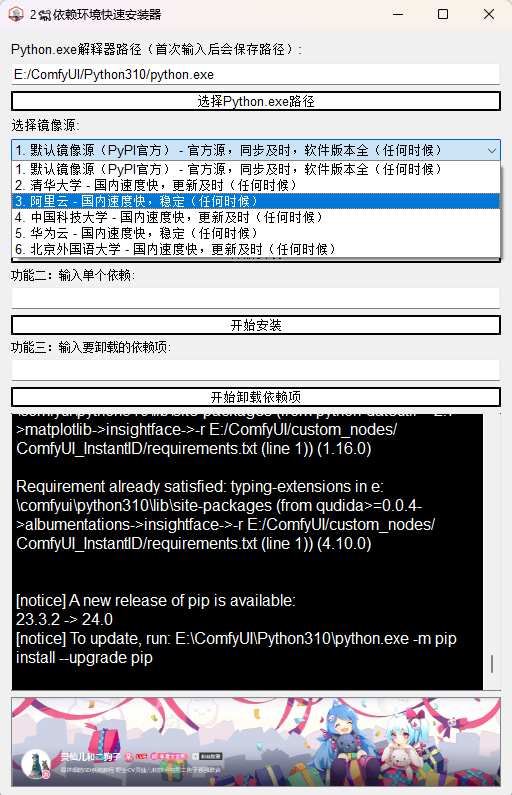 依赖环境快速安装器
Python.exe解释器路径（首次输入后会保存路径）:
E:/ComfyUI/Python310/python.exe
选择Python.exe路径
选择镜像源:
1. 默认镜像源（PyPI官方） - 官方源，同步及时，软件版本全（任何时候）
1. 默认镜像源（PyPI官方） - 官方源，同步及时，软件版本全（任何时候）
2. 清华大学 - 国内速度快，更新及时（任何时候）
3. 阿里云 - 国内速度快，稳定（任何时候）
4. 中国科技大学 - 国内速度快，更新及时（任何时候）
5. 华为云 - 国内速度快，稳定（任何时候）
6. 北京外国语大学 - 国内速度快，更新及时（任何时候）
功能二：输入单个依赖:
开始安装
功能三：输入要卸载的依赖项:
开始卸载依赖项
>matplotlib->insightface->-r E:/ComfyUI/custom_nodes/
ComfyUI_InstantID/requirements.txt (line 1)) (1.16.0)
Requirement already satisfied: typing-extensions in e:
\comfyui\python310\lib\site-packages (from qudida>=0.0.4-
>albumentations->insightface->-r E:/ComfyUI/custom_nodes/
ComfyUI_InstantID/requirements.txt (line 1)) (4.10.0)
[notice] A new release of pip is available:
23.3.2 -> 24.0
[notice] To update, run: E:\ComfyUI\Python310\python.exe -m pip
install --upgrade pip
灵仙儿和二狗子